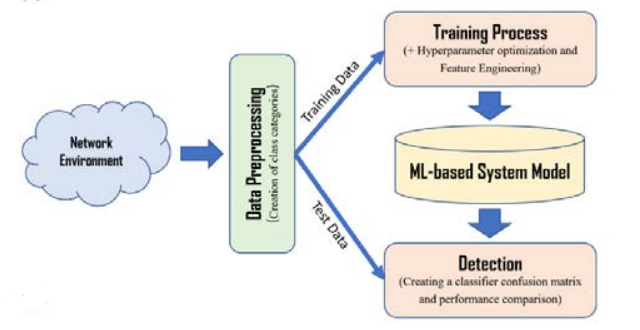 Network
Environment
Data Preprocessing
(Creation of class categories)
Training Data
Test Data
Training Process
(+ Hyperparameter optimization and
Feature Engineering)
ML-based System Model
Detection
(Creating a classifier confusion matrix
and performance comparison)